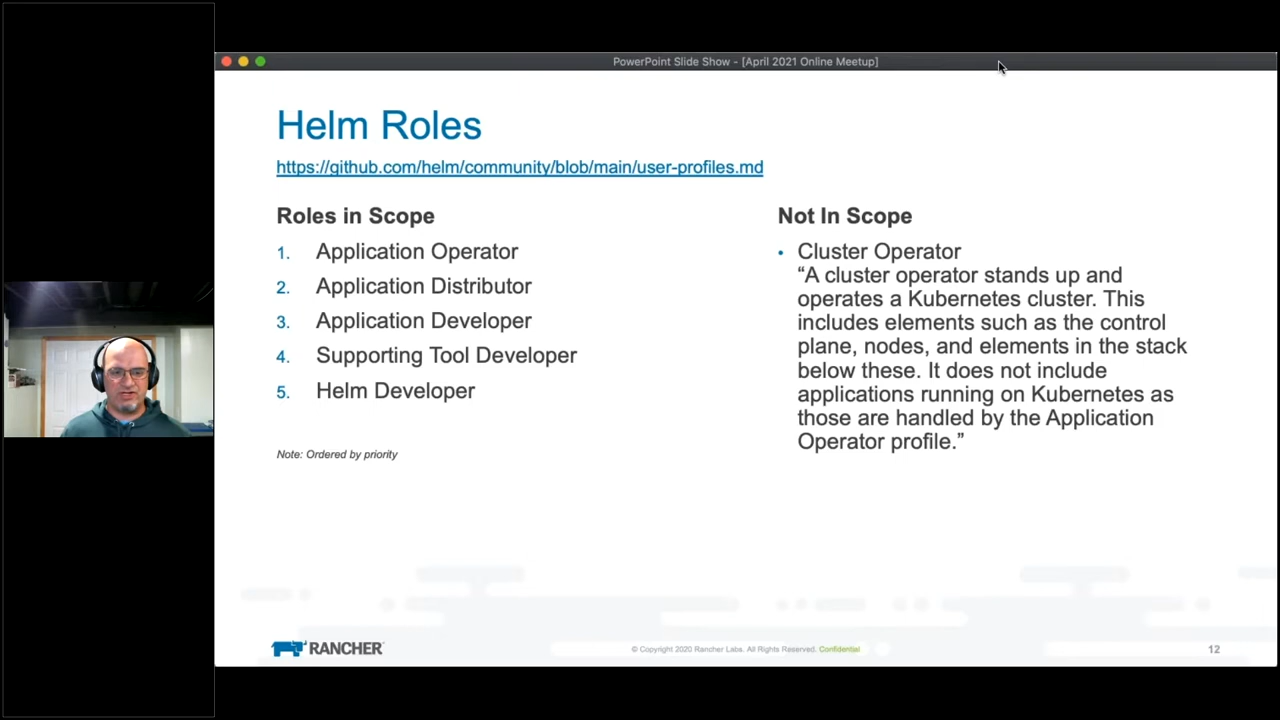 PowerPoint Slide Show - [April 2021 Online Meetup]
Helm Roles
https://github.com/helm/community/blob/main/user-profiles.md
Roles in Scope
1. Application Operator
2. Application Distributor
3. Application Developer
4. Supporting Tool Developer
5. Helm Developer
Note: Ordered by priority
Not In Scope
• Cluster Operator
“A cluster operator stands up and
operates a Kubernetes cluster. This
includes elements such as the control
plane, nodes, and elements in the stack
below these. It does not include
applications running on Kubernetes as
those are handled by the Application
Operator profile.”
RANCHER
© Copyright 2020 Rancher Labs. All Rights Reserved. Confidential
12